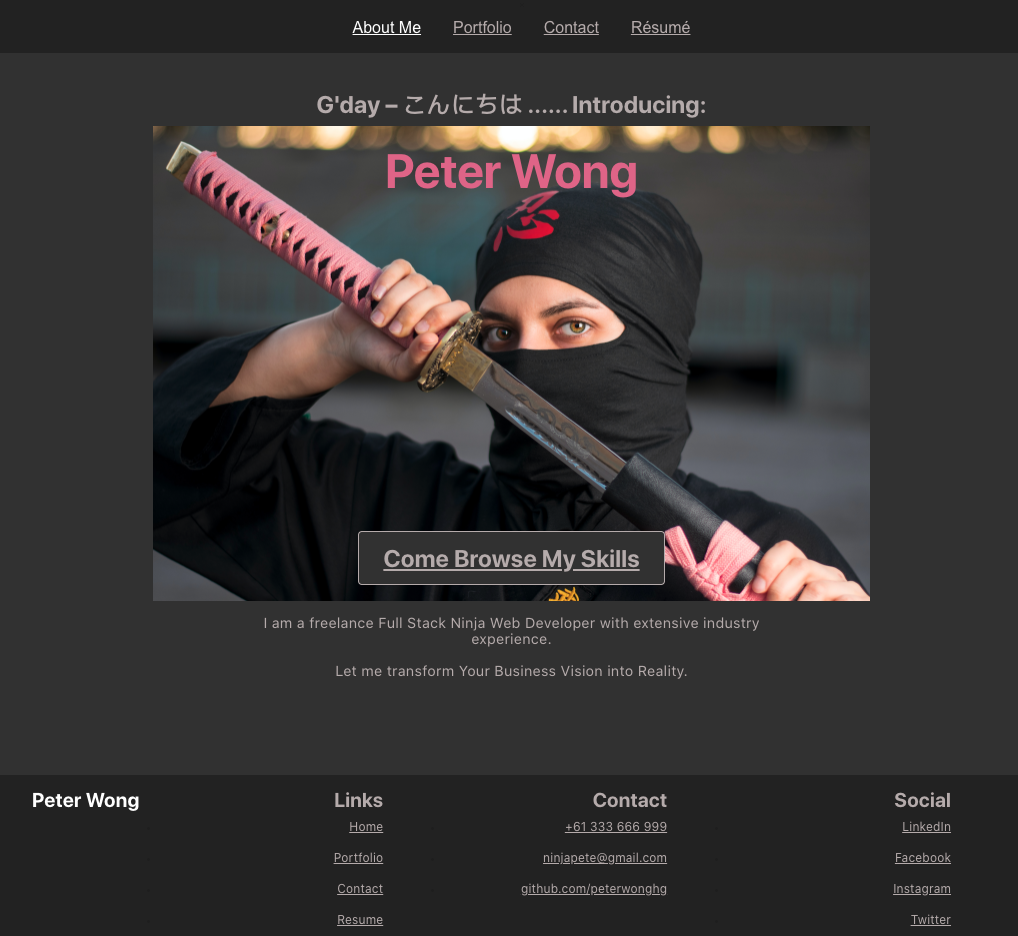 About Me Portfolio Contact Résumé
G'day – こんにちは ...... Introducing:
Peter Wong
忍
Come Browse My Skills
I am a freelance Full Stack Ninja Web Developer with extensive industry
experience.
Let me transform Your Business Vision into Reality.
Peter Wong Links Contact Social
Home +61 333 666 999 LinkedIn
Portfolio ninjapete@gmail.com Facebook
Contact github.com/peterwonghg Instagram
Resume Twitter